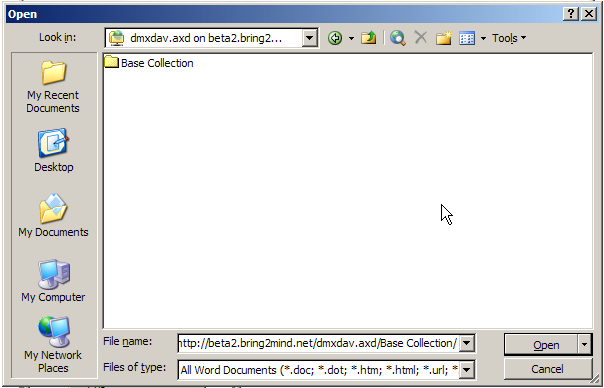 Open
Look in: dmxdav.axd on beta2.bring2...
Tools
Base Collection
My Recent
Documents
Desktop
My Documents
My Computer
My Network
Places
File name: http://beta2.bring2mind.net/dmxdav.axd/Base Collection/
Open
Files of type: All Word Documents (*.doc; *.dot; *.htm; *.html; *.url; *
Cancel